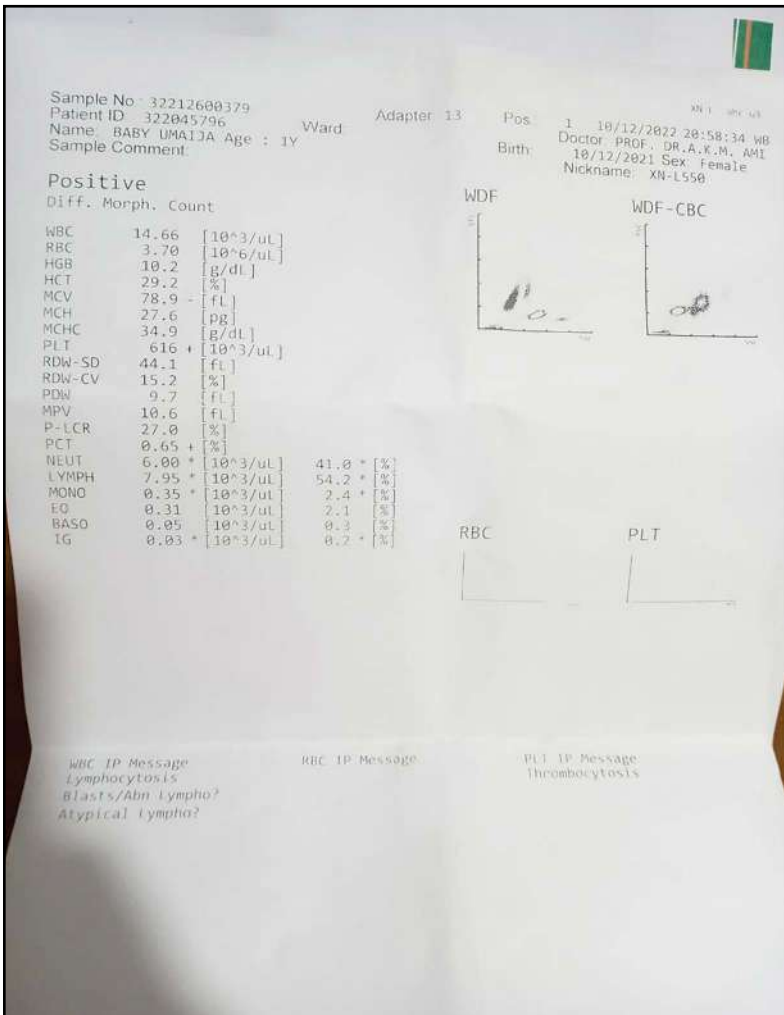 Sample No : 32212600379
Patient ID 322045796 Ward Adapter 13 Pos. 1 10/12/2022 20:58:34 WB
Name: BABY UMAIJA Age : 1Y Doctor PROF. DR.A.K.M. AMI
Sample Comment: Birth: 10/12/2021 Sex Female
Nickname: XN-L550
Positive
Diff. Morph. Count
WDF WDF-CBC
WBC 14.66 [10^3/uL]
RBC 3.70 [10^6/uL]
HGB 10.2 [g/dL]
HCT 29.2 [%]
MCV 78.9 - [fL]
MCH 27.6 [pg]
MCHC 34.9 [g/dL]
PLT 616 + [10^3/uL]
RDW-SD 44.1 [fL]
RDW-CV 15.2 [%]
PDW 9.7 [fL]
MPV 10.6 [fL]
P-LCR 27.0 [%]
PCT 0.65 + [%]
NEUT 6.00 * [10^3/uL] 41.0 * [%]
LYMPH 7.95 * [10^3/uL] 54.2 * [%]
MONO 0.35 * [10^3/uL] 2.4 * [%]
EO 0.31 [10^3/uL] 2.1 [%]
BASO 0.05 [10^3/uL] 0.3 [%]
IG 0.03 * [10^3/uL] 0.2 * [%]
RBC PLT
WBC IP Message RBC IP Message PLT IP Message
Lymphocytosis Thrombocytosis
Blasts/Abn Lympho?
Atypical Lympho?